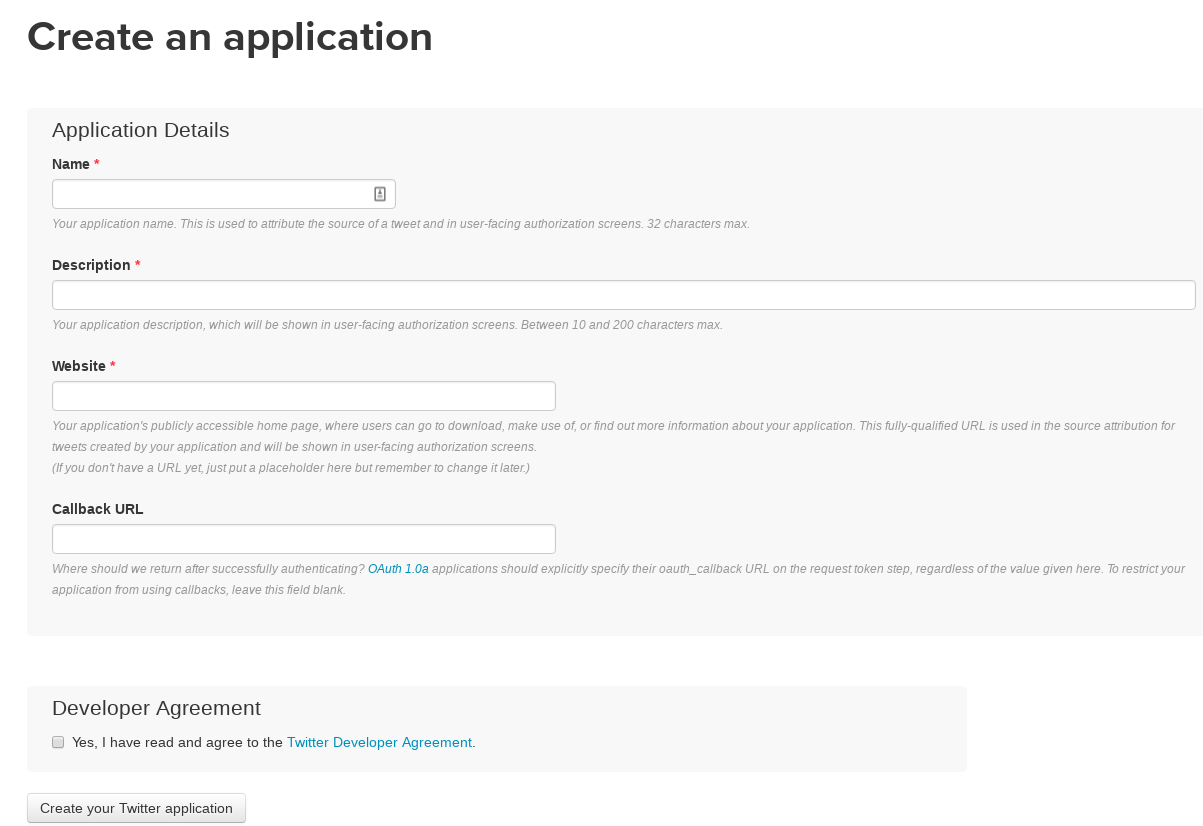 Create an application
Application Details
Name *
Your application name. This is used to attribute the source of a tweet and in user-facing authorization screens. 32 characters max.
Description *
Your application description, which will be shown in user-facing authorization screens. Between 10 and 200 characters max.
Website *
Your application's publicly accessible home page, where users can go to download, make use of, or find out more information about your application. This fully-qualified URL is used in the source attribution for
tweets created by your application and will be shown in user-facing authorization screens.
(If you don't have a URL yet, just put a placeholder here but remember to change it later.)
Callback URL
Where should we return after successfully authenticating? OAuth 1.0a applications should explicitly specify their oauth_callback URL on the request token step, regardless of the value given here. To restrict your
application from using callbacks, leave this field blank.
Developer Agreement
Yes, I have read and agree to the Twitter Developer Agreement.
Create your Twitter application